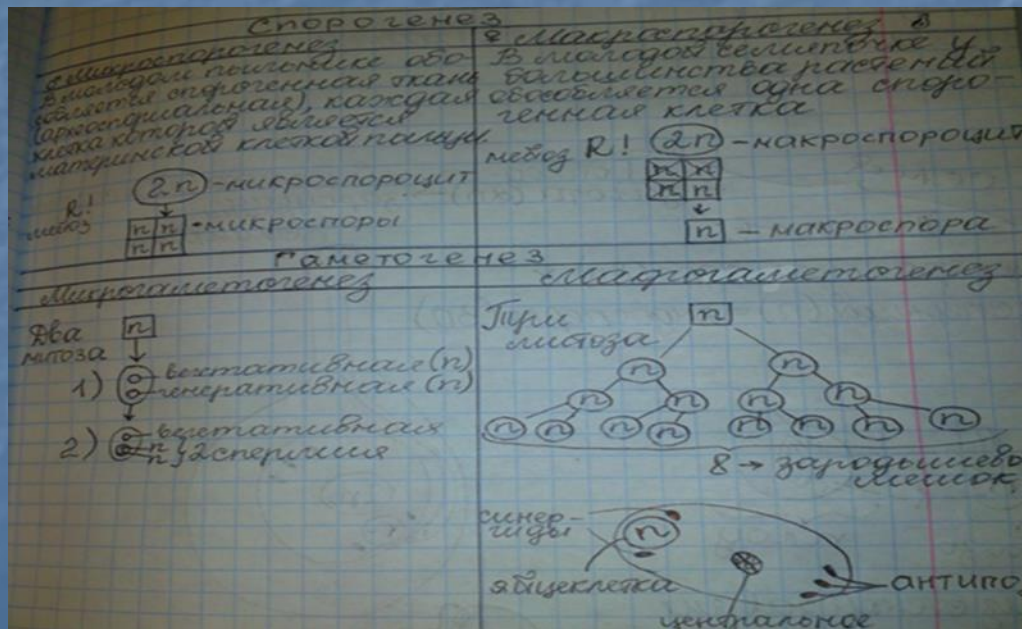 Спорогенез
♂ Микроспорогенез
В молодом пыльнике обо-
собляется спорогенная ткань
(археспориальная), каждая
клетка которой является
материнской клеткой пыльцы.
R!
мейоз
2n - микроспороцит
n n - микроспоры
n n
♀ Макроспорогенез
В молодой семяпочке у
большинства растений
обособляется одна споро-
генная клетка
мейоз R! 2n - макроспороцит
n n
n n
n - макроспора
Гаметогенез
Микрогаметогенез
Два
митоза
n
1) вегетативная (n)
генеративная (n)
2) вегетативная
n
n } 2 спермия
Макрогаметогенез
Три
митоза
n
n n
n n n n
n n n n n n n n
8 → зародышево
мешок
синер-
гиды
n
яйцеклетка
антипо
центральное